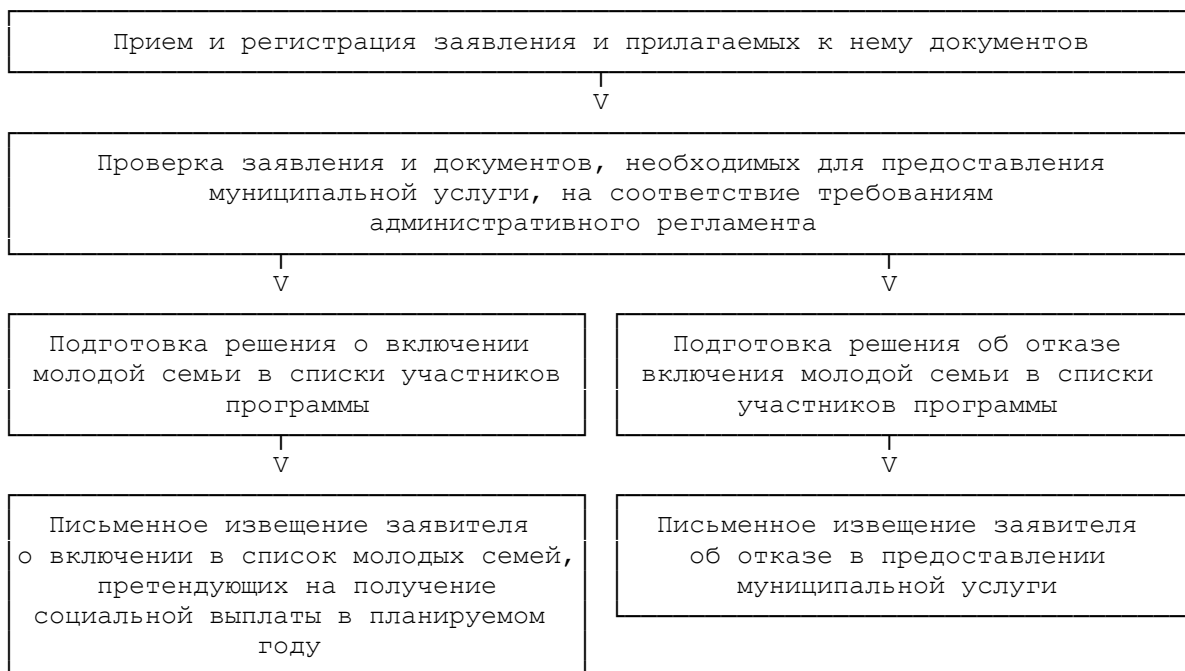 Прием и регистрация заявления и прилагаемых к нему документов
V
Проверка заявления и документов, необходимых для предоставления
муниципальной услуги, на соответствие требованиям
административного регламента
V
V
Подготовка решения о включении
молодой семьи в списки участников
программы
Подготовка решения об отказе
включения молодой семьи в списки
участников программы
V
V
Письменное извещение заявителя
о включении в список молодых семей,
претендующих на получение
социальной выплаты в планируемом
году
Письменное извещение заявителя
об отказе в предоставлении
муниципальной услуги